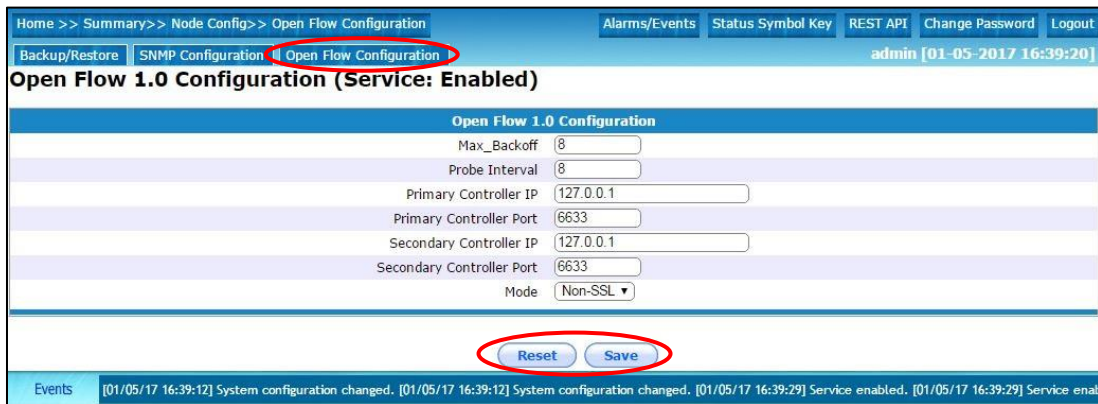 Home >> Summary>> Node Config>> Open Flow Configuration Alarms/Events Status Symbol Key REST API Change Password Logout
Backup/Restore SNMP Configuration Open Flow Configuration admin [01-05-2017 16:39:20]
Open Flow 1.0 Configuration (Service: Enabled)
Open Flow 1.0 Configuration
Max_Backoff 8
Probe Interval 8
Primary Controller IP 127.0.0.1
Primary Controller Port 6633
Secondary Controller IP 127.0.0.1
Secondary Controller Port 6633
Mode Non-SSL
Reset Save
Events [01/05/17 16:39:12] System configuration changed. [01/05/17 16:39:12] System configuration changed. [01/05/17 16:39:29] Service enabled. [01/05/17 16:39:29] Service